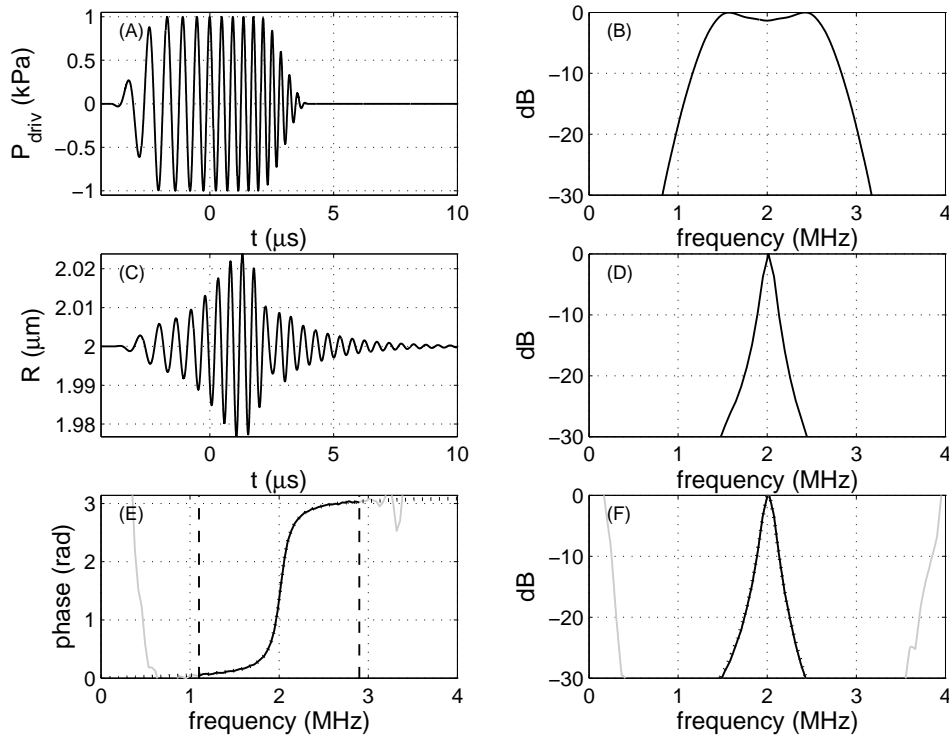 (A)
P_driv (kPa)
1
0.5
0
−0.5
−1
0
5
10
t (μs)
(B)
dB
0
−10
−20
−30
0
1
2
3
4
frequency (MHz)
(C)
R (μm)
2.02
2.01
2
1.99
1.98
0
5
10
t (μs)
(D)
dB
0
−10
−20
−30
0
1
2
3
4
frequency (MHz)
(E)
phase (rad)
3
2
1
0
0
1
2
3
4
frequency (MHz)
(F)
dB
0
−10
−20
−30
0
1
2
3
4
frequency (MHz)